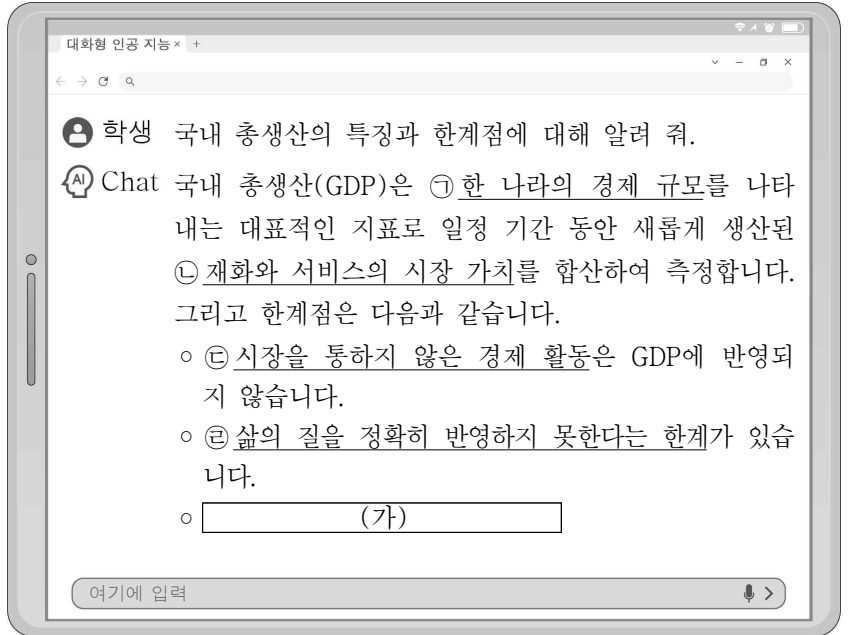 대화형 인공 지능× +
학생 국내 총생산의 특징과 한계점에 대해 알려 줘.
AI Chat 국내 총생산(GDP)은 ㉠한 나라의 경제 규모를 나타
내는 대표적인 지표로 일정 기간 동안 새롭게 생산된
㉡재화와 서비스의 시장 가치를 합산하여 측정합니다.
그리고 한계점은 다음과 같습니다.
◦ ㉢시장을 통하지 않은 경제 활동은 GDP에 반영되
지 않습니다.
◦ ㉣삶의 질을 정확히 반영하지 못한다는 한계가 있습
니다.
◦ (가)
여기에 입력